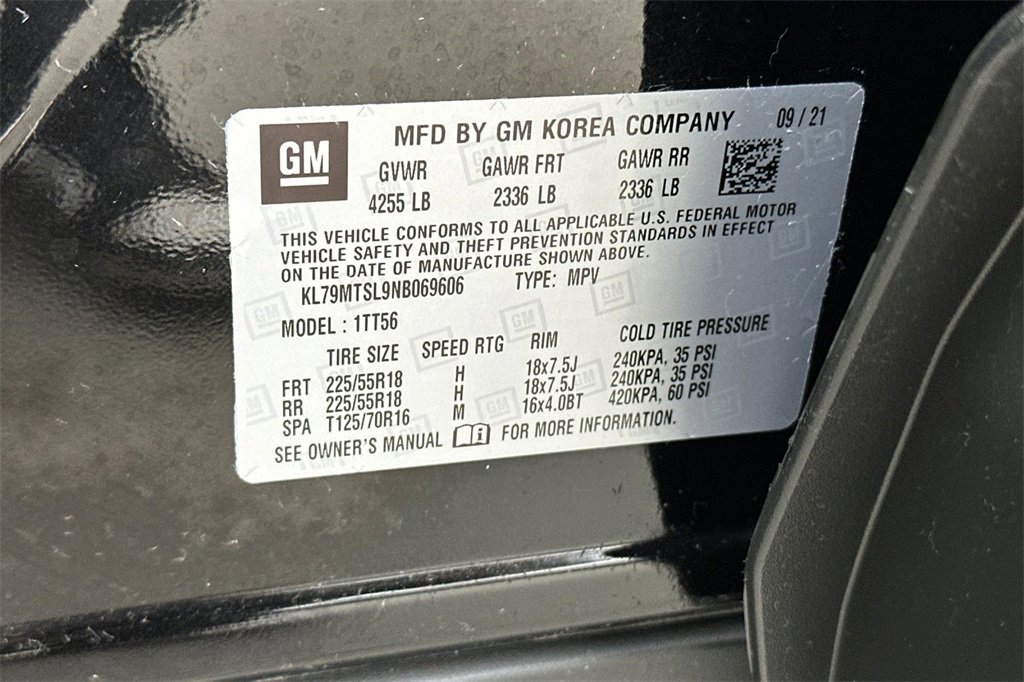 GM
MFD BY GM KOREA COMPANY 09 / 21
GVWR GAWR FRT GAWR RR
4255 LB 2336 LB 2336 LB
THIS VEHICLE CONFORMS TO ALL APPLICABLE U.S. FEDERAL MOTOR
VEHICLE SAFETY AND THEFT PREVENTION STANDARDS IN EFFECT
ON THE DATE OF MANUFACTURE SHOWN ABOVE.
KL79MTSL9NB069606 TYPE: MPV
MODEL : 1TT56
TIRE SIZE SPEED RTG RIM COLD TIRE PRESSURE
FRT 225/55R18 H 18x7.5J 240KPA, 35 PSI
RR 225/55R18 H 18x7.5J 240KPA, 35 PSI
SPA T125/70R16 M 16x4.0BT 420KPA, 60 PSI
SEE OWNER'S MANUAL FOR MORE INFORMATION.